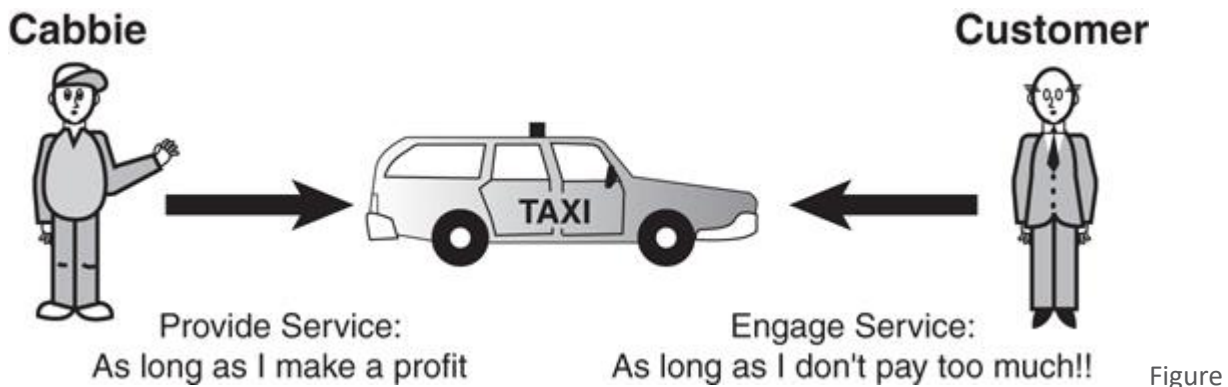 Cabbie
Customer
TAXI
Provide Service:
As long as I make a profit
Engage Service:
As long as I don't pay too much!!
Figure